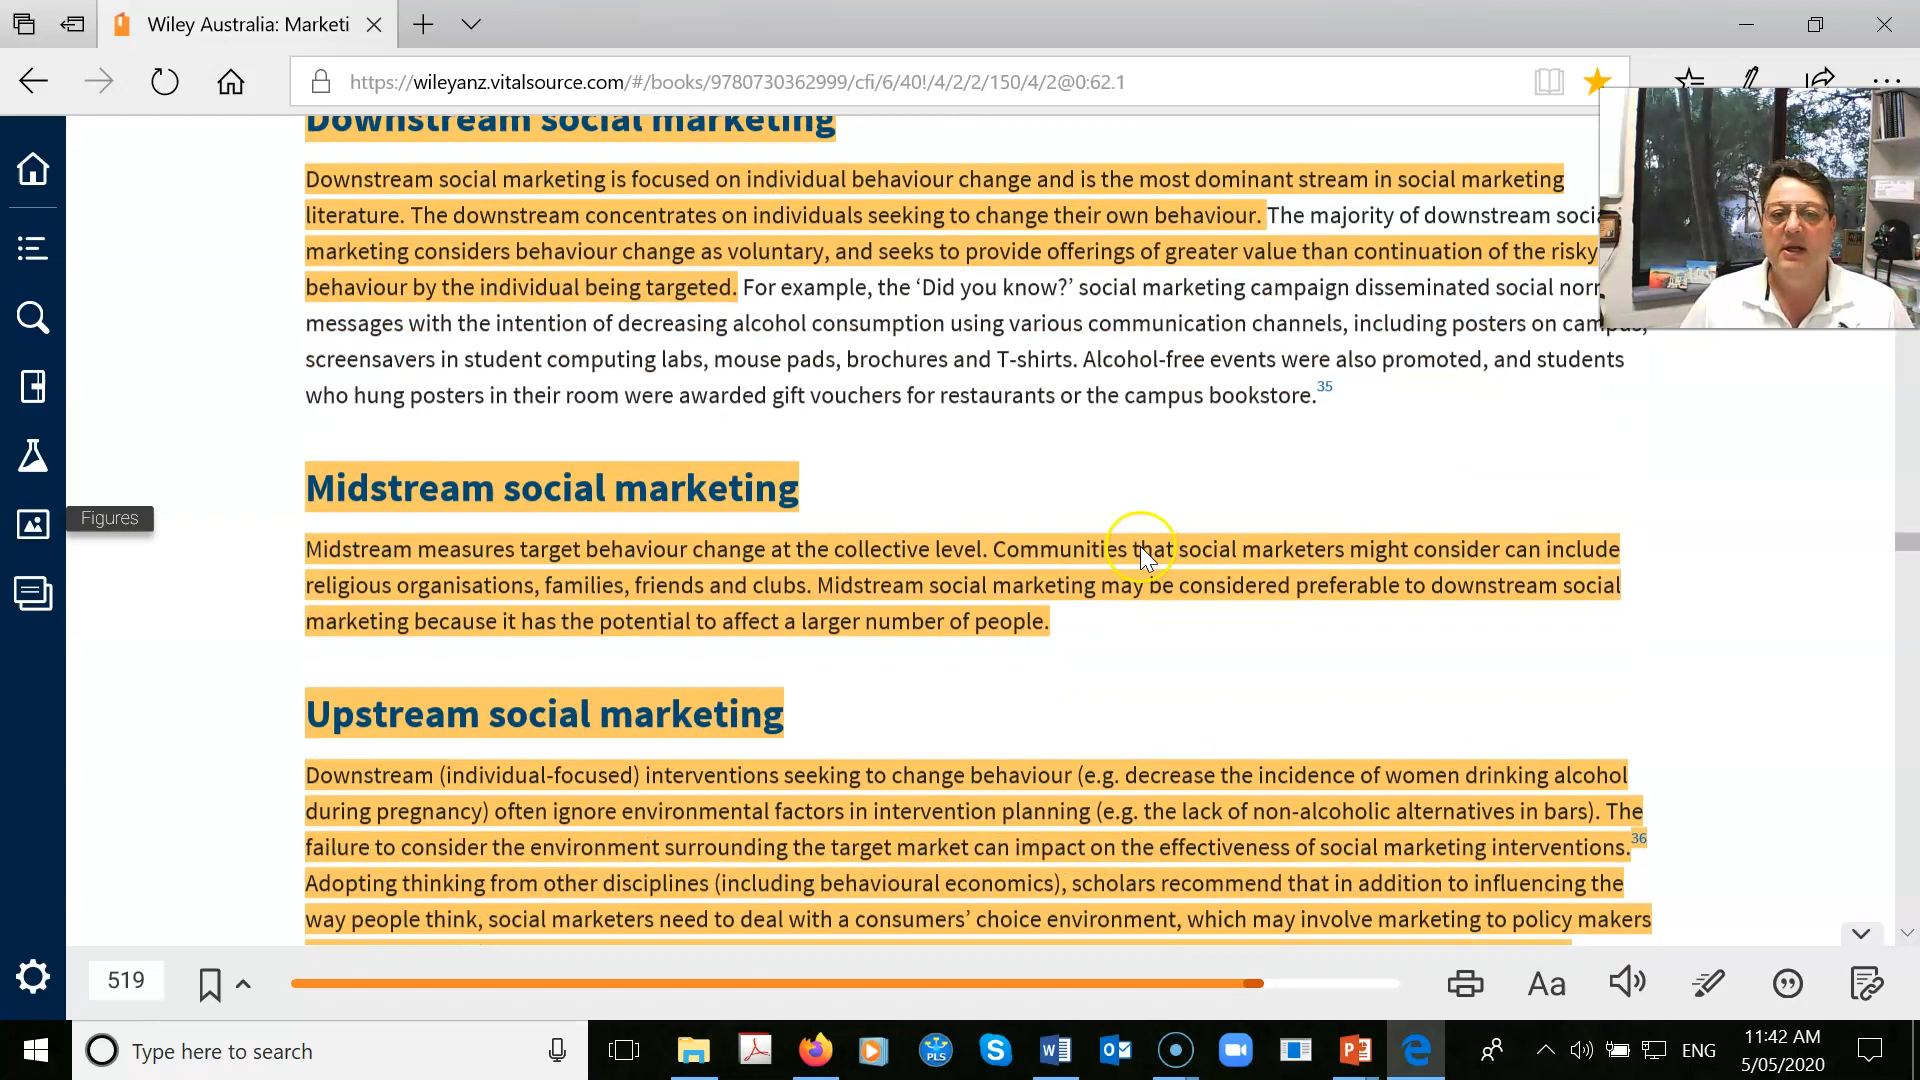 Wiley Australia: Marketi
https://wileyanz.vitalsource.com/#/books/9780730362999/cfi/6/40!/4/2/2/150/4/2@0:62.1
Downstream social marketing
Downstream social marketing is focused on individual behaviour change and is the most dominant stream in social marketing
literature. The downstream concentrates on individuals seeking to change their own behaviour. The majority of downstream
marketing considers behaviour change as voluntary, and seeks to provide offerings of greater value than continuation of the risky
behaviour by the individual being targeted. For example, the ‘Did you know?’ social marketing campaign disseminated social
messages with the intention of decreasing alcohol consumption using various communication channels, including posters on campus,
screensavers in student computing labs, mouse pads, brochures and T-shirts. Alcohol-free events were also promoted, and students
who hung posters in their room were awarded gift vouchers for restaurants or the campus bookstore.35
Midstream social marketing
Figures
Midstream measures target behaviour change at the collective level. Communities that social marketers might consider can include
religious organisations, families, friends and clubs. Midstream social marketing may be considered preferable to downstream social
marketing because it has the potential to affect a larger number of people.
Upstream social marketing
Downstream (individual-focused) interventions seeking to change behaviour (e.g. decrease the incidence of women drinking alcohol
during pregnancy) often ignore environmental factors in intervention planning (e.g. the lack of non-alcoholic alternatives in bars). The
failure to consider the environment surrounding the target market can impact on the effectiveness of social marketing interventions.36
Adopting thinking from other disciplines (including behavioural economics), scholars recommend that in addition to influencing the
way people think, social marketers need to deal with a consumers’ choice environment, which may involve marketing to policy makers
519
Aa
Type here to search
PLS
ENG
11:42 AM
5/05/2020